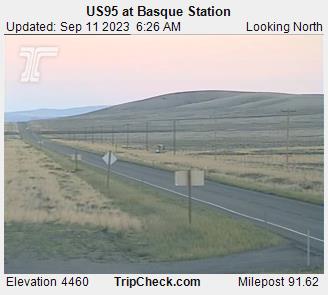 US95 at Basque Station
Updated: Sep 11 2023 6:26 AM Looking North
Elevation 4460 TripCheck.com Milepost 91.62